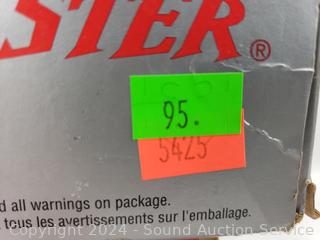 STER®
95.
5425
d all warnings on package.
tous les avertissements sur l'emballage.
Copyright 2024 - Sound Auction Service